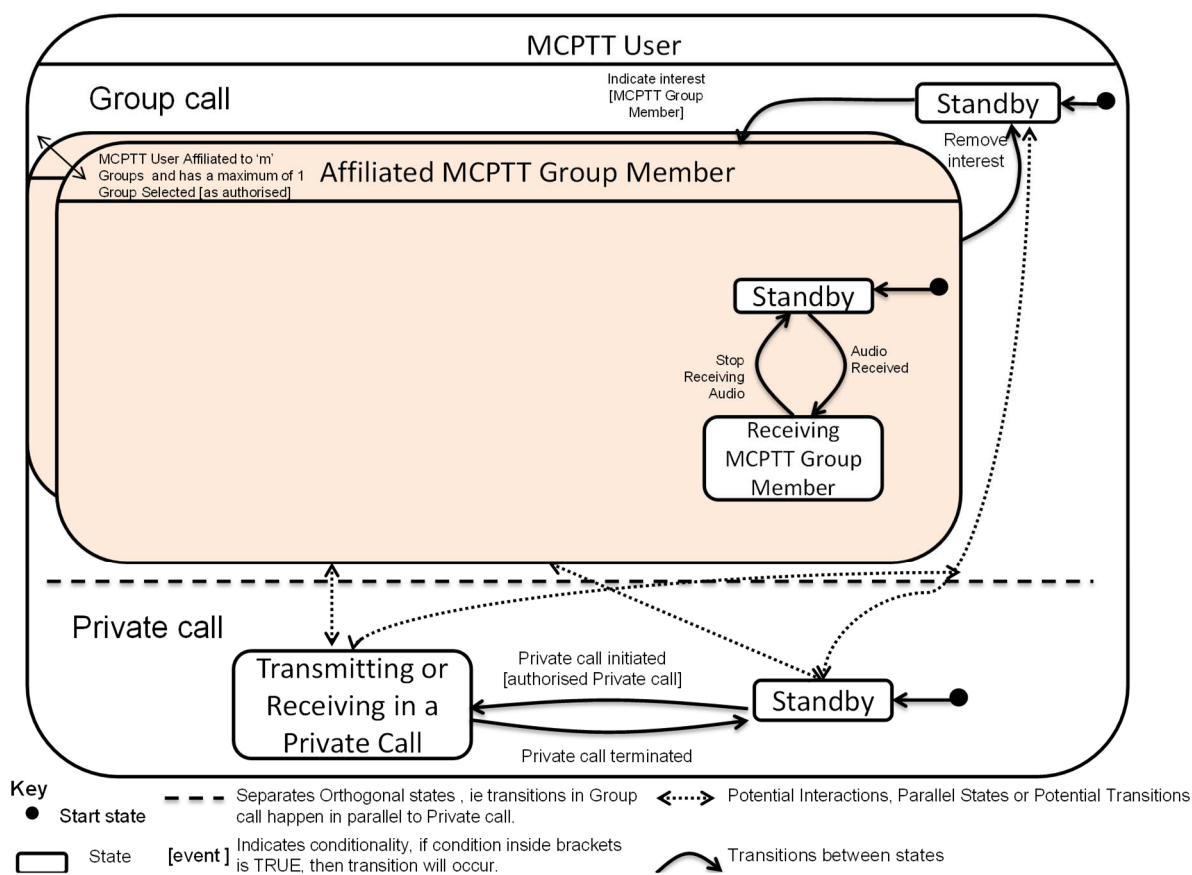 MCPTT User
Group call
Indicate interest
[MCPTT Group
Member]
Standby
Remove
interest
MCPTT User Affiliated to ‘m’
Groups and has a maximum of 1
Group Selected [as authorised]
Affiliated MCPTT Group Member
Standby
Stop
Receiving
Audio
Audio
Received
Receiving
MCPTT Group
Member
Private call
Transmitting or
Receiving in a
Private Call
Private call initiated
[authorised Private call]
Standby
Private call terminated
Key
Start state
Separates Orthogonal states , ie transitions in Group
call happen in parallel to Private call.
Potential Interactions, Parallel States or Potential Transitions
State
[event]
Indicates conditionality, if condition inside brackets
is TRUE, then transition will occur.
Transitions between states